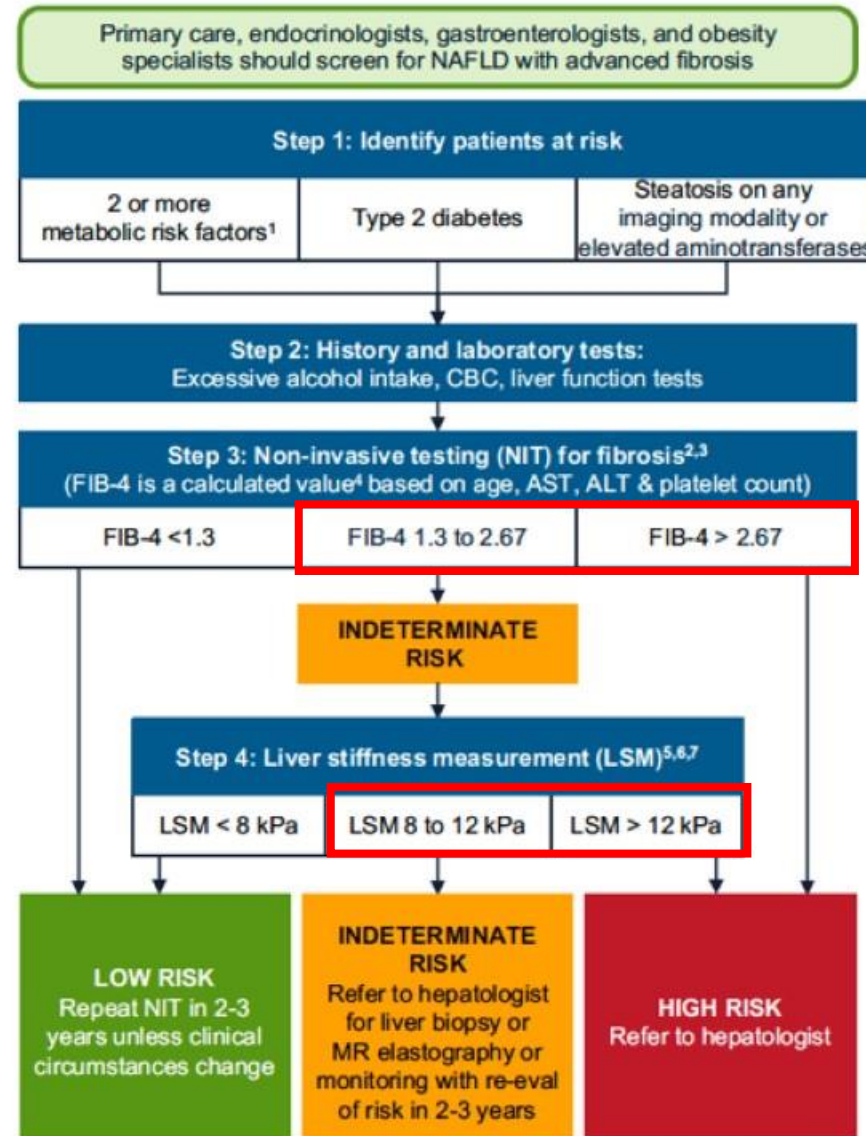 Primary care, endocrinologists, gastroenterologists, and obesity
specialists should screen for NAFLD with advanced fibrosis
Step 1: Identify patients at risk
2 or more
metabolic risk factors¹
Type 2 diabetes
Steatosis on any
imaging modality or
elevated aminotransferases
Step 2: History and laboratory tests:
Excessive alcohol intake, CBC, liver function tests
Step 3: Non-invasive testing (NIT) for fibrosis²,³
(FIB-4 is a calculated value⁴ based on age, AST, ALT & platelet count)
FIB-4 <1.3
FIB-4 1.3 to 2.67
FIB-4 > 2.67
INDETERMINATE
RISK
Step 4: Liver stiffness measurement (LSM)⁵,⁶,⁷
LSM < 8 kPa
LSM 8 to 12 kPa
LSM > 12 kPa
LOW RISK
Repeat NIT in 2-3
years unless clinical
circumstances change
INDETERMINATE
RISK
Refer to hepatologist
for liver biopsy or
MR elastography or
monitoring with re-eval
of risk in 2-3 years
HIGH RISK
Refer to hepatologist